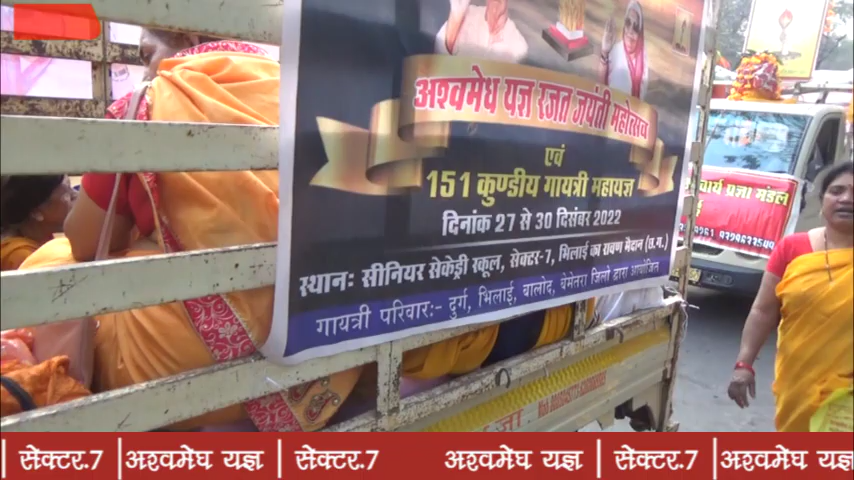 अश्वमेध यज्ञ रजत जयंती महोत्सव
एवं
151 कुण्डीय गायत्री महायज्ञ
दिनांक 27 से 30 दिसंबर 2022
स्थान: सीनियर सेकेंड्री स्कूल, सेक्टर-7, भिलाई का रावण मैदान (छ.ग.)
गायत्री परिवार:- दुर्ग, भिलाई, बालोद, बेमेतरा जिलो द्वारा आयोजित
प्रज्ञा मंडल
सेक्टर.7 अश्वमेघ यज्ञ सेक्टर.7 अश्वमेघ यज्ञ सेक्टर.7 अश्वमेघ यज्ञ